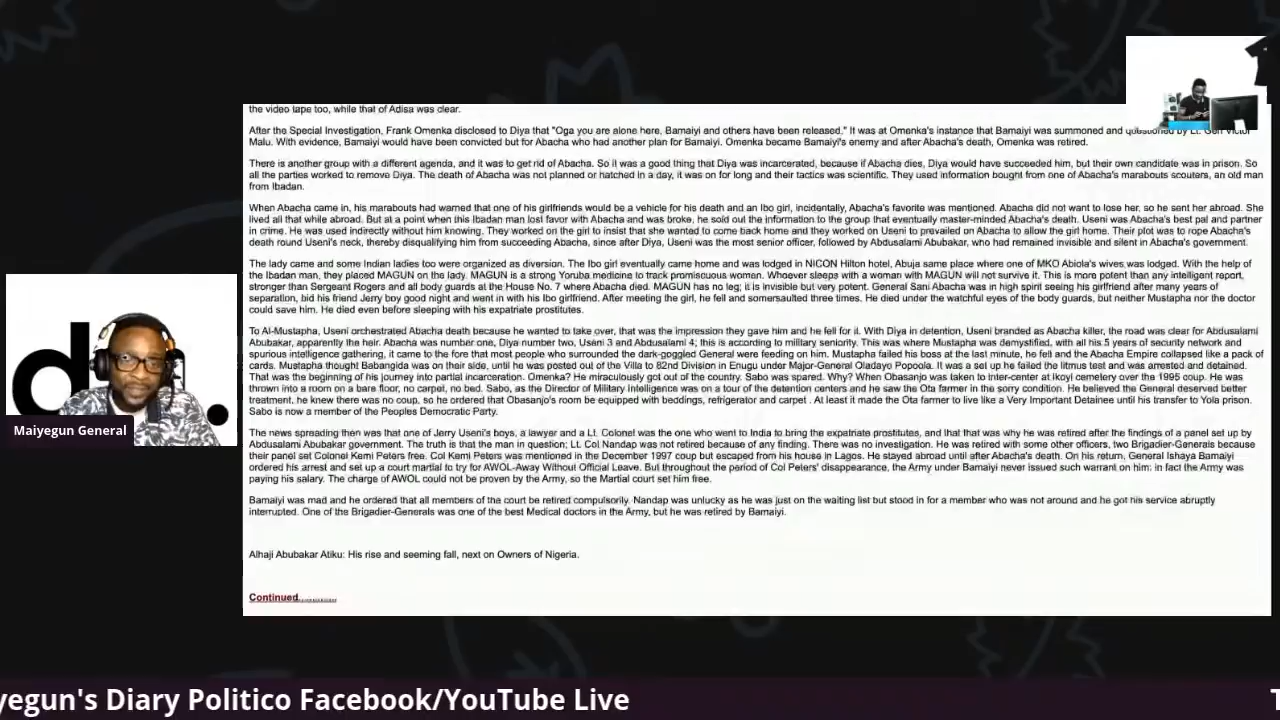 the video tape too, while that of Adisa was clear.
After the Special Investigation, Frank Omenka disclosed to Diya that "Oga you are alone here, Bamaiyi and others have been released." It was at Omenka's instance that Bamaiyi was summoned and questioned by Lt. Gen Victor
Malu. With evidence, Bamaiyi would have been convicted but for Abacha who had another plan for Bamaiyi. Omenka became Bamaiyi's enemy and after Abacha's death, Omenka was retired.
There is another group with a different agenda, and it was to get rid of Abacha. So it was a good thing that Diya was incarcerated, because if Abacha dies, Diya would have succeeded him, but their own candidate was in prison. So
all the parties worked to remove Diya. The death of Abacha was not planned or hatched in a day, it was on for long and their tactics was scientific. They used information bought from one of Abacha's marabouts scouters, an old man
from Ibadan.
When Abacha came in, his marabouts had warned that one of his girlfriends would be a vehicle for his death and an Ibo girl, incidentally, Abacha's favorite was mentioned. Abacha did not want to lose her, so he sent her abroad. She
lived all that while abroad. But at a point when this Ibadan man lost favor with Abacha and was broke, he sold out the information to the group that eventually master-minded Abacha's death. Useni was Abacha's best pal and partner
in crime. He was used indirectly without him knowing. They worked on the girl to insist that she wanted to come back home and they worked on Useni to prevailed on Abacha to allow the girl home. Their plot was to rope Abacha's
death round Useni's neck, thereby disqualifying him from succeeding Abacha, since after Diya, Useni was the most senior officer, followed by Abdusalami Abubakar, who had remained invisible and silent in Abacha's government.
The lady came and some Indian ladies too were organized as diversion. The Ibo girl eventually came home and was lodged in NICON Hilton hotel, Abuja same place where one of MKO Abiola's wives was lodged. With the help of
the Ibadan man, they placed MAGUN on the lady. MAGUN is a strong Yoruba medicine to track promiscuous woman. Whoever sleeps with a woman with MAGUN will not survive it. This is more potent than any intelligent report,
stronger than Sergeant Rogers and all body guards at the House No. 7 where Abacha died. MAGUN has no leg; it is invisible but very potent. General Sani Abacha was in high spirit seeing his girlfriend after many years of
separation, bid his friend Jerry boy good night and went in with his Ibo girlfriend. After meeting the girl, he fell and somersaulted three times. He died under the watchful eyes of the body guards, but neither Mustapha nor the doctor
could save him. He died even before sleeping with his expatriate prostitutes.
To Al-Mustapha, Useni orchestrated Abacha death because he wanted to take over, that was the impression they gave him and he fell for it. With Diya in detention, Useni branded as Abacha killer, the road was clear for Abdusalami
Abubakar, apparently the heir. Abacha was number one, Diya number two, Useni 3 and Abdusalami 4; this is according to military seniority. This was where Mustapha was demystified, with all his 5 years of security network and
spurious intelligence gathering, it came to the fore that most people who surrounded the dark-goggled General were feeding on him. Mustapha failed his boss at the last minute, he fell and the Abacha Empire collapsed like a pack of
cards. Mustapha thought Babangida was on their side, until he was posted out of the Villa to 82nd Division in Enugu under Major-General Oladayo Popoola. It was a set up he failed the litmus test and was arrested and detained.
That was the beginning of his journey into partial incarceration. Omenka? He miraculously got out of the country. Sabo was spared. Why? When Obasanjo was taken to inter-center at Ikoyi cemetery over the 1995 coup. He was
thrown into a room on a bare floor, no carpel, no bed. Sabo, as the Director of Military Intelligence was on a tour of the detention centers and he saw the Ota farmer in the sorry condition. He believed the General deserved better
treatment, he knew there was no coup, so he ordered that Obasanjo's room be equipped with beddings, refrigerator and carpet . At least it made the Ota farmer to live like a Very Important Detainee until his transfer to Yola prison.
Sabo is now a member of the Peoples Democratic Party.
The news spreading then was that one of Jerry Useni's boys, a lawyer and a Lt. Colonel was the one who went to India to bring the expatriate prostitutes, and that that was why he was retired after the findings of a panel set up by
Abdusalami Abubakar government. The truth is that the man in question; Lt. Col Nandap was not retired because of any finding. There was no investigation. He was retired with some other officers, two Brigadier-Generals because
their panel set Colonel Kemi Peters free. Col Kemi Peters was mentioned in the December 1997 coup but escaped from his house in Lagos. He stayed abroad until after Abacha's death. On his return, General Ishaya Bamaiyi
ordered his arrest and set up a court martial to try for AWOL-Away Without Official Leave. But throughout the period of Col Peters' disappearance, the Army under Bamaiyi never issued such warrant on him; in fact the Army was
paying his salary. The charge of AWOL could not be proven by the Army, so the Martial court set him free.
Bamaiyi was mad and he ordered that all members of the court be retired compulsorily. Nandap was unlucky as he was just on the waiting list but stood in for a member who was not around and he got his service abruptly
interrupted. One of the Brigadier-Generals was one of the best Medical doctors in the Army, but he was retired by Bamaiyi.
Alhaji Abubakar Atiku: His rise and seeming fall, next on Owners of Nigeria.
Continued............
Maiyegun General
yegun's Diary Politico Facebook/YouTube Live